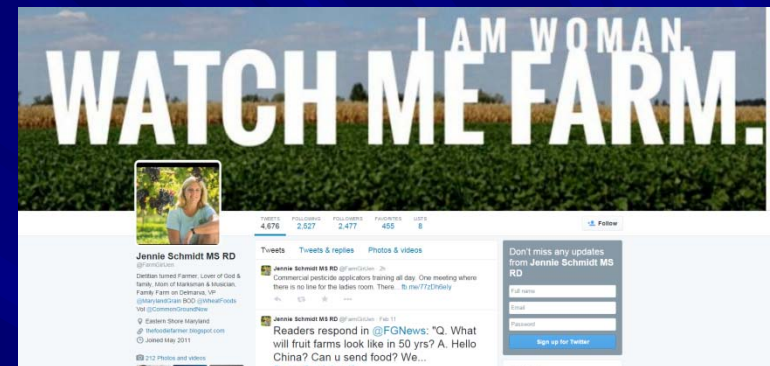 I AM WOMAN.
WATCH ME FARM.
TWEETS FOLLOWING FOLLOWERS FAVORITES LISTS
4,676 2,527 2,477 455 8
Follow
Jennie Schmidt MS RD
@FarmGirlJen
Dietitian turned Farmer; Lover of God &
family, Mom of Marksman & Musician,
Family Farm on Delmarva, VP
@MarylandGrain BOD @WheatFoods
Vol @CommonGroundNow
Eastern Shore Maryland
thefoodiefarmer.blogspot.com
Joined May 2011
212 Photos and videos
Tweets Tweets & replies Photos & videos
Jennie Schmidt MS RD @FarmGirlJen · 2h
Commercial pesticide applicators training all day. One meeting where
there is no line for the ladies room. There...
Jennie Schmidt MS RD @FarmGirlJen · Feb 11
Readers respond in @FGNews: "Q. What
will fruit farms look like in 50 yrs? A. Hello
China? Can u send food? We...
Don't miss any updates
from Jennie Schmidt MS
RD
Full name
Email
Password
Sign up for Twitter